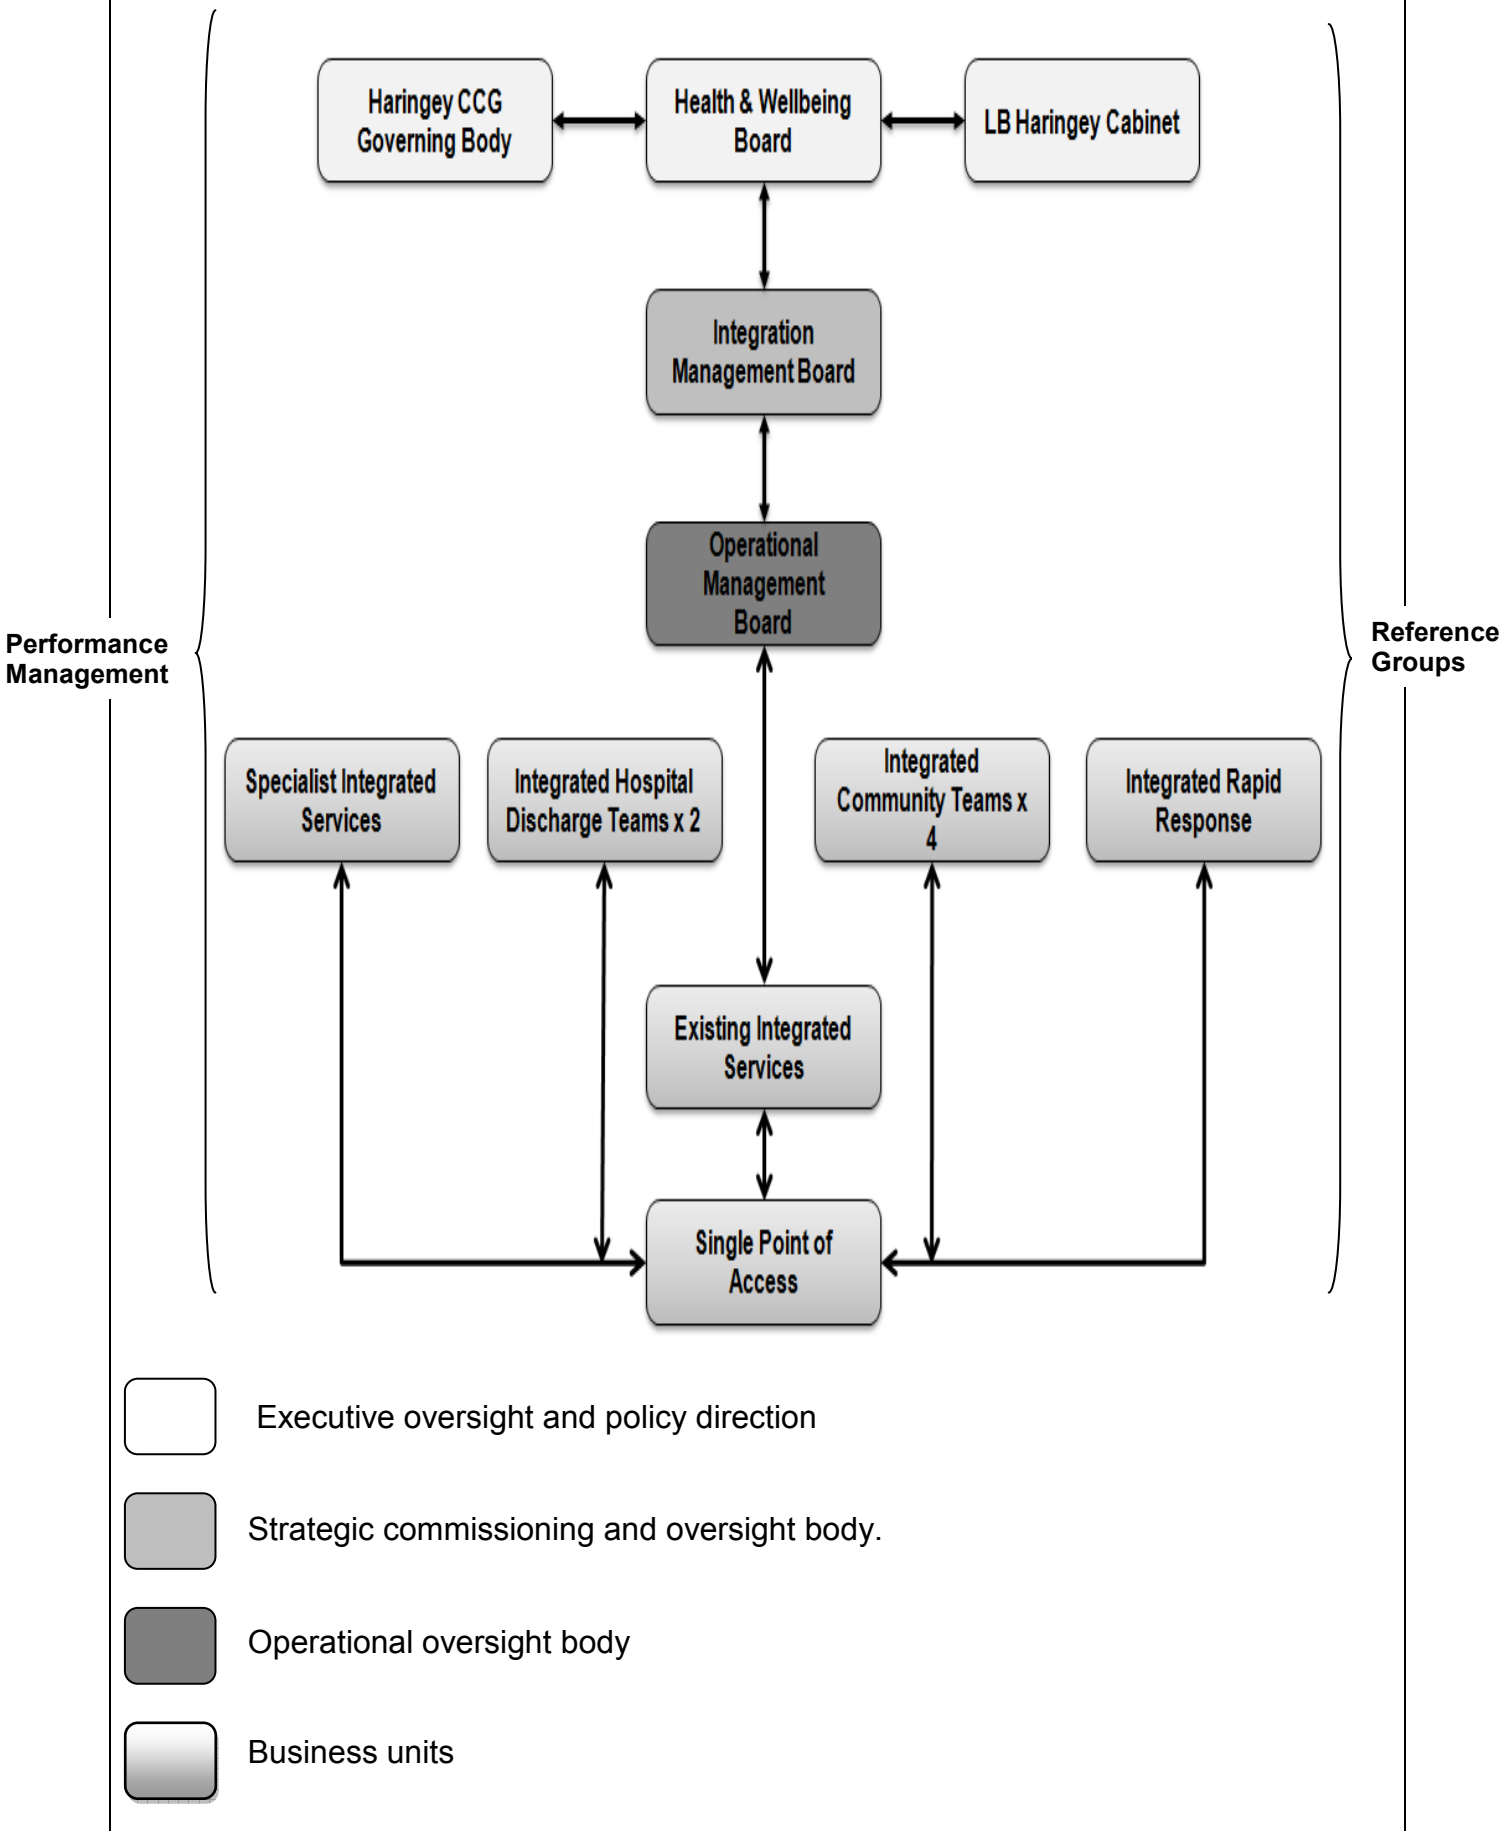 Haringey CCG
Governing Body
Health & Wellbeing
Board
LB Haringey Cabinet
Integration
Management Board
Operational
Management
Board
Performance
Management
Reference
Groups
Specialist Integrated
Services
Integrated Hospital
Discharge Teams x 2
Integrated
Community Teams x
4
Integrated Rapid
Response
Existing Integrated
Services
Single Point of
Access
Executive oversight and policy direction
Strategic commissioning and oversight body.
Operational oversight body
Business units